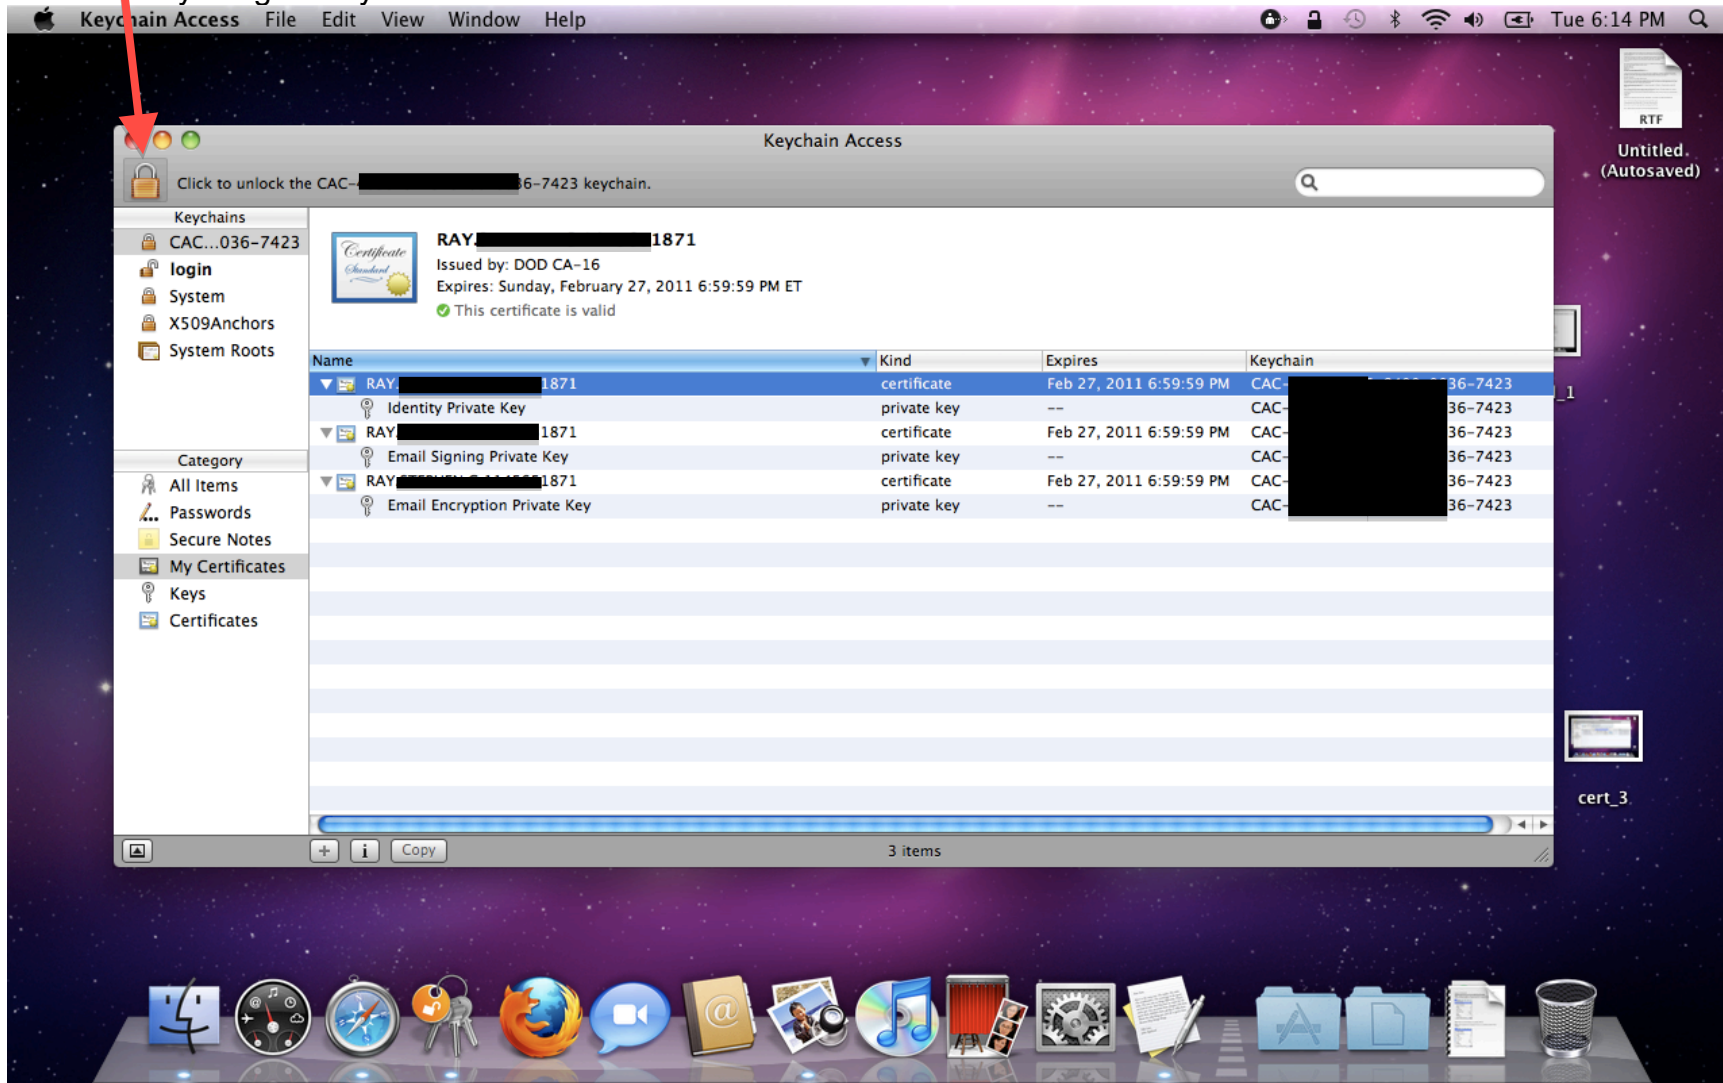 Keychain Access File Edit View Window Help Tue 6:14 PM
RTF
Untitled
(Autosaved)
Keychain Access
Click to unlock the CAC- 36-7423 keychain.
Keychains
CAC...036-7423
login
System
X509Anchors
System Roots
Certificate
Standard
RAY. 1871
Issued by: DOD CA-16
Expires: Sunday, February 27, 2011 6:59:59 PM ET
This certificate is valid
Name Kind Expires Keychain
RAY. 1871 certificate Feb 27, 2011 6:59:59 PM CAC- 36-7423
Identity Private Key private key -- CAC- 36-7423
RAY. 1871 certificate Feb 27, 2011 6:59:59 PM CAC- 36-7423
Email Signing Private Key private key -- CAC- 36-7423
RAY 1871 certificate Feb 27, 2011 6:59:59 PM CAC- 36-7423
Email Encryption Private Key private key -- CAC- 36-7423
Category
All Items
Passwords
Secure Notes
My Certificates
Keys
Certificates
_1
cert_3
Copy
3 items